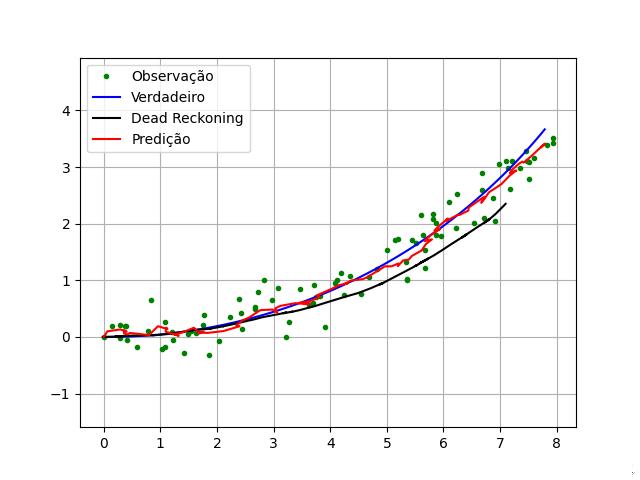 Observação
Verdadeiro
Dead Reckoning
Predição
4
3
2
1
0
−1
0 1 2 3 4 5 6 7 8